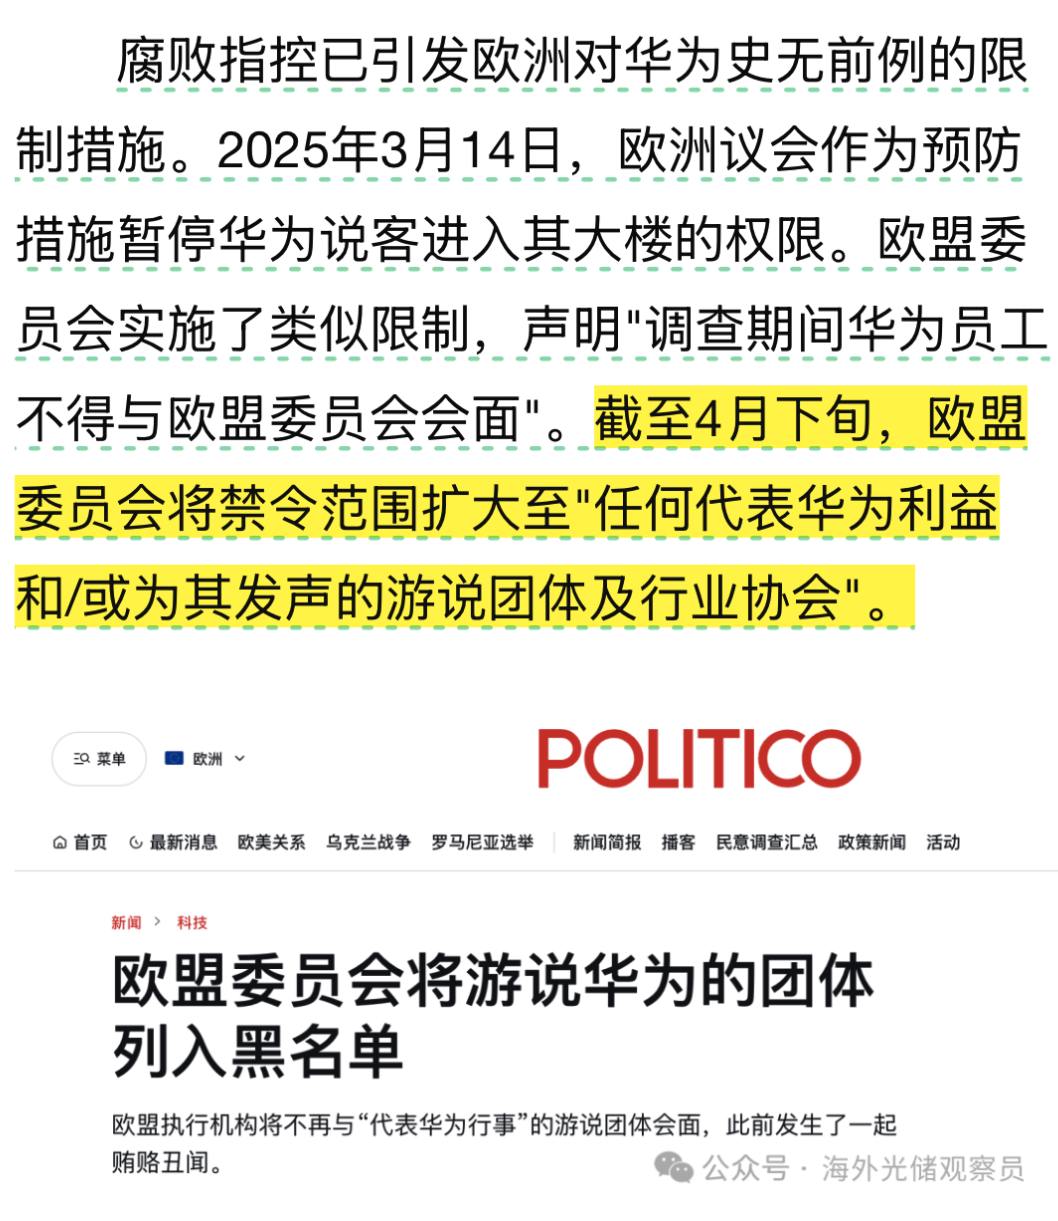 腐败指控已引发欧洲对华为史无前例的限
制措施。2025年3月14日，欧洲议会作为预防
措施暂停华为说客进入其大楼的权限。欧盟委
员会实施了类似限制，声明"调查期间华为员工
不得与欧盟委员会会面"。截至4月下旬，欧盟
委员会将禁令范围扩大至"任何代表华为利益
和/或为其发声的游说团体及行业协会"。
菜单 欧洲 POLITICO
首页 最新消息 欧美关系 乌克兰战争 罗马尼亚选举 新闻简报 播客 民意调查汇总 政策新闻 活动
新闻 > 科技
欧盟委员会将游说华为的团体
列入黑名单
欧盟执行机构将不再与“代表华为行事”的游说团体会面，此前发生了一起
贿赂丑闻。
公众号 · 海外光储观察员